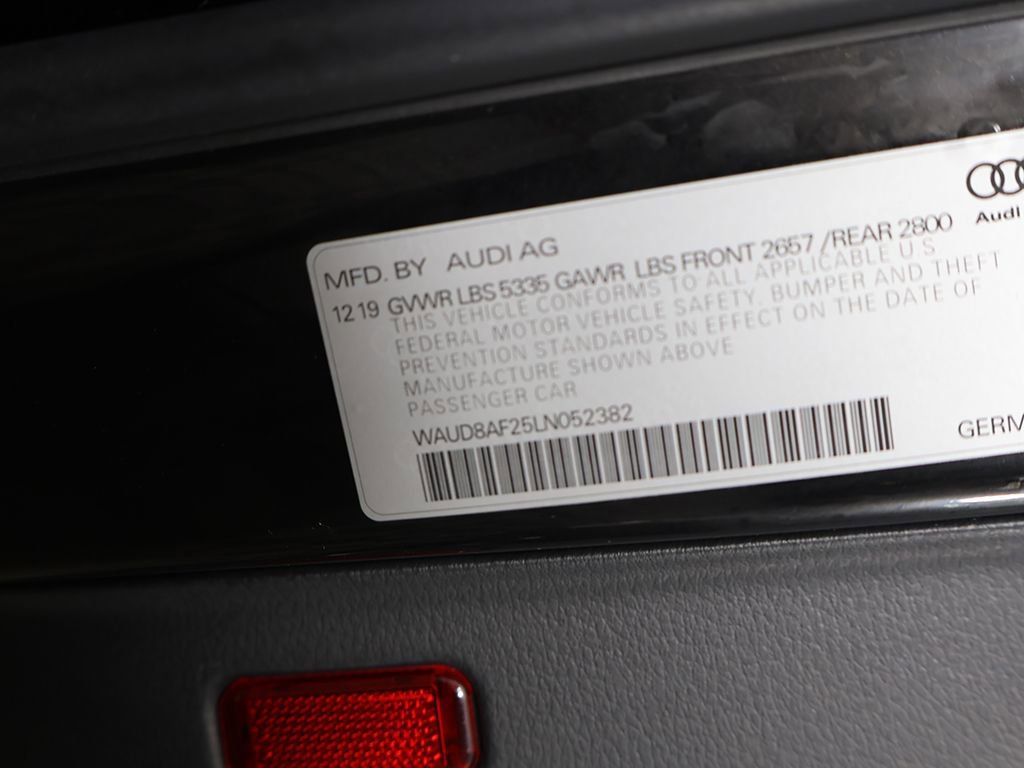 Audi
MFD. BY AUDI AG
12 19 GVWR LBS 5335 GAWR LBS FRONT 2657 /REAR 2800
THIS VEHICLE CONFORMS TO ALL APPLICABLE U S
FEDERAL MOTOR VEHICLE SAFETY, BUMPER AND THEFT
PREVENTION STANDARDS IN EFFECT ON THE DATE OF
MANUFACTURE SHOWN ABOVE
PASSENGER CAR
WAUD8AF25LN052382
GERM